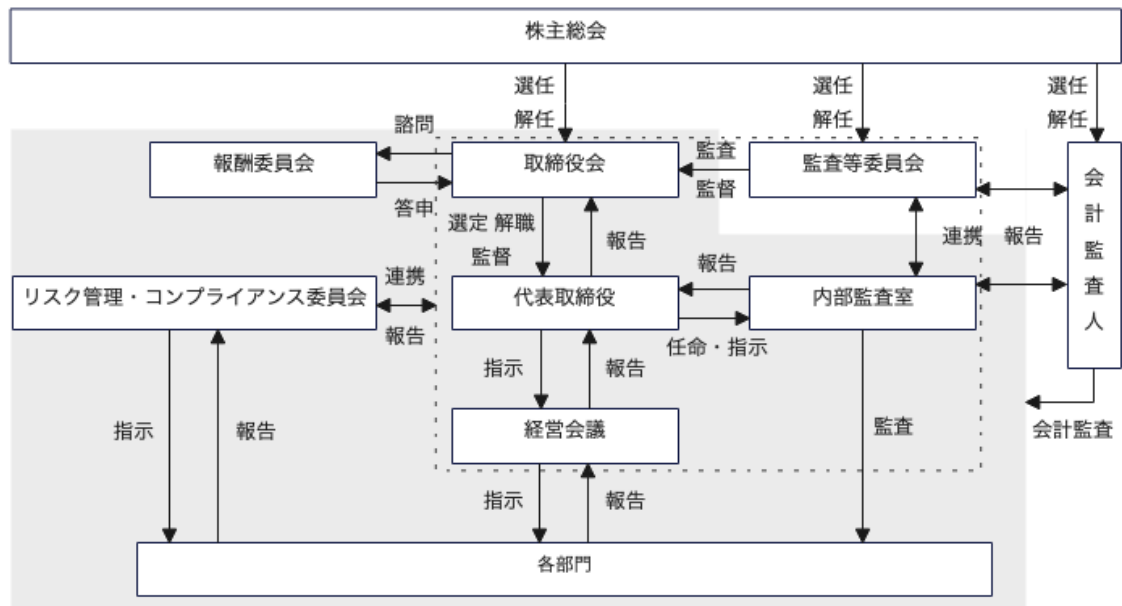 株主総会
選任
解任
選任
解任
選任
解任
諮問
報酬委員会
取締役会
監査
監督
監査等委員会
会計監査人
答申
選定 解職
監督
報告
連携
報告
連携
報告
リスク管理・コンプライアンス委員会
報告
代表取締役
内部監査室
任命・指示
指示
報告
経営会議
指示
報告
監査
会計監査
指示
報告
各部門